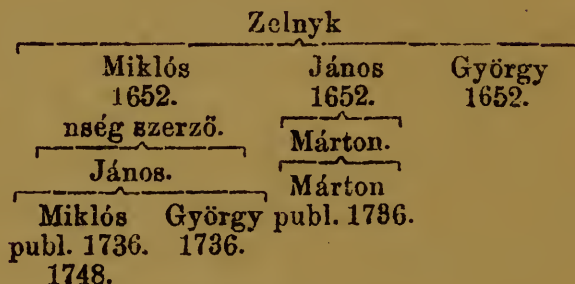 Zelnyk
Miklós János György
1652. 1652. 1652.
nség szerző. Márton.
János. Márton
Miklós György publ. 1786.
publ. 1736. 1736.
1748.